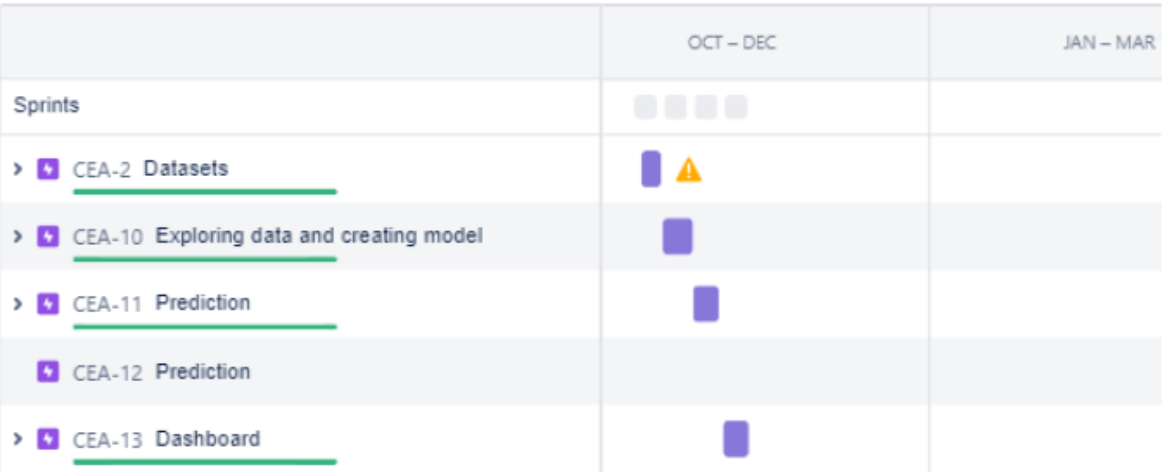 OCT – DEC JAN – MAR
Sprints
CEA-2 Datasets
CEA-10 Exploring data and creating model
CEA-11 Prediction
CEA-12 Prediction
CEA-13 Dashboard